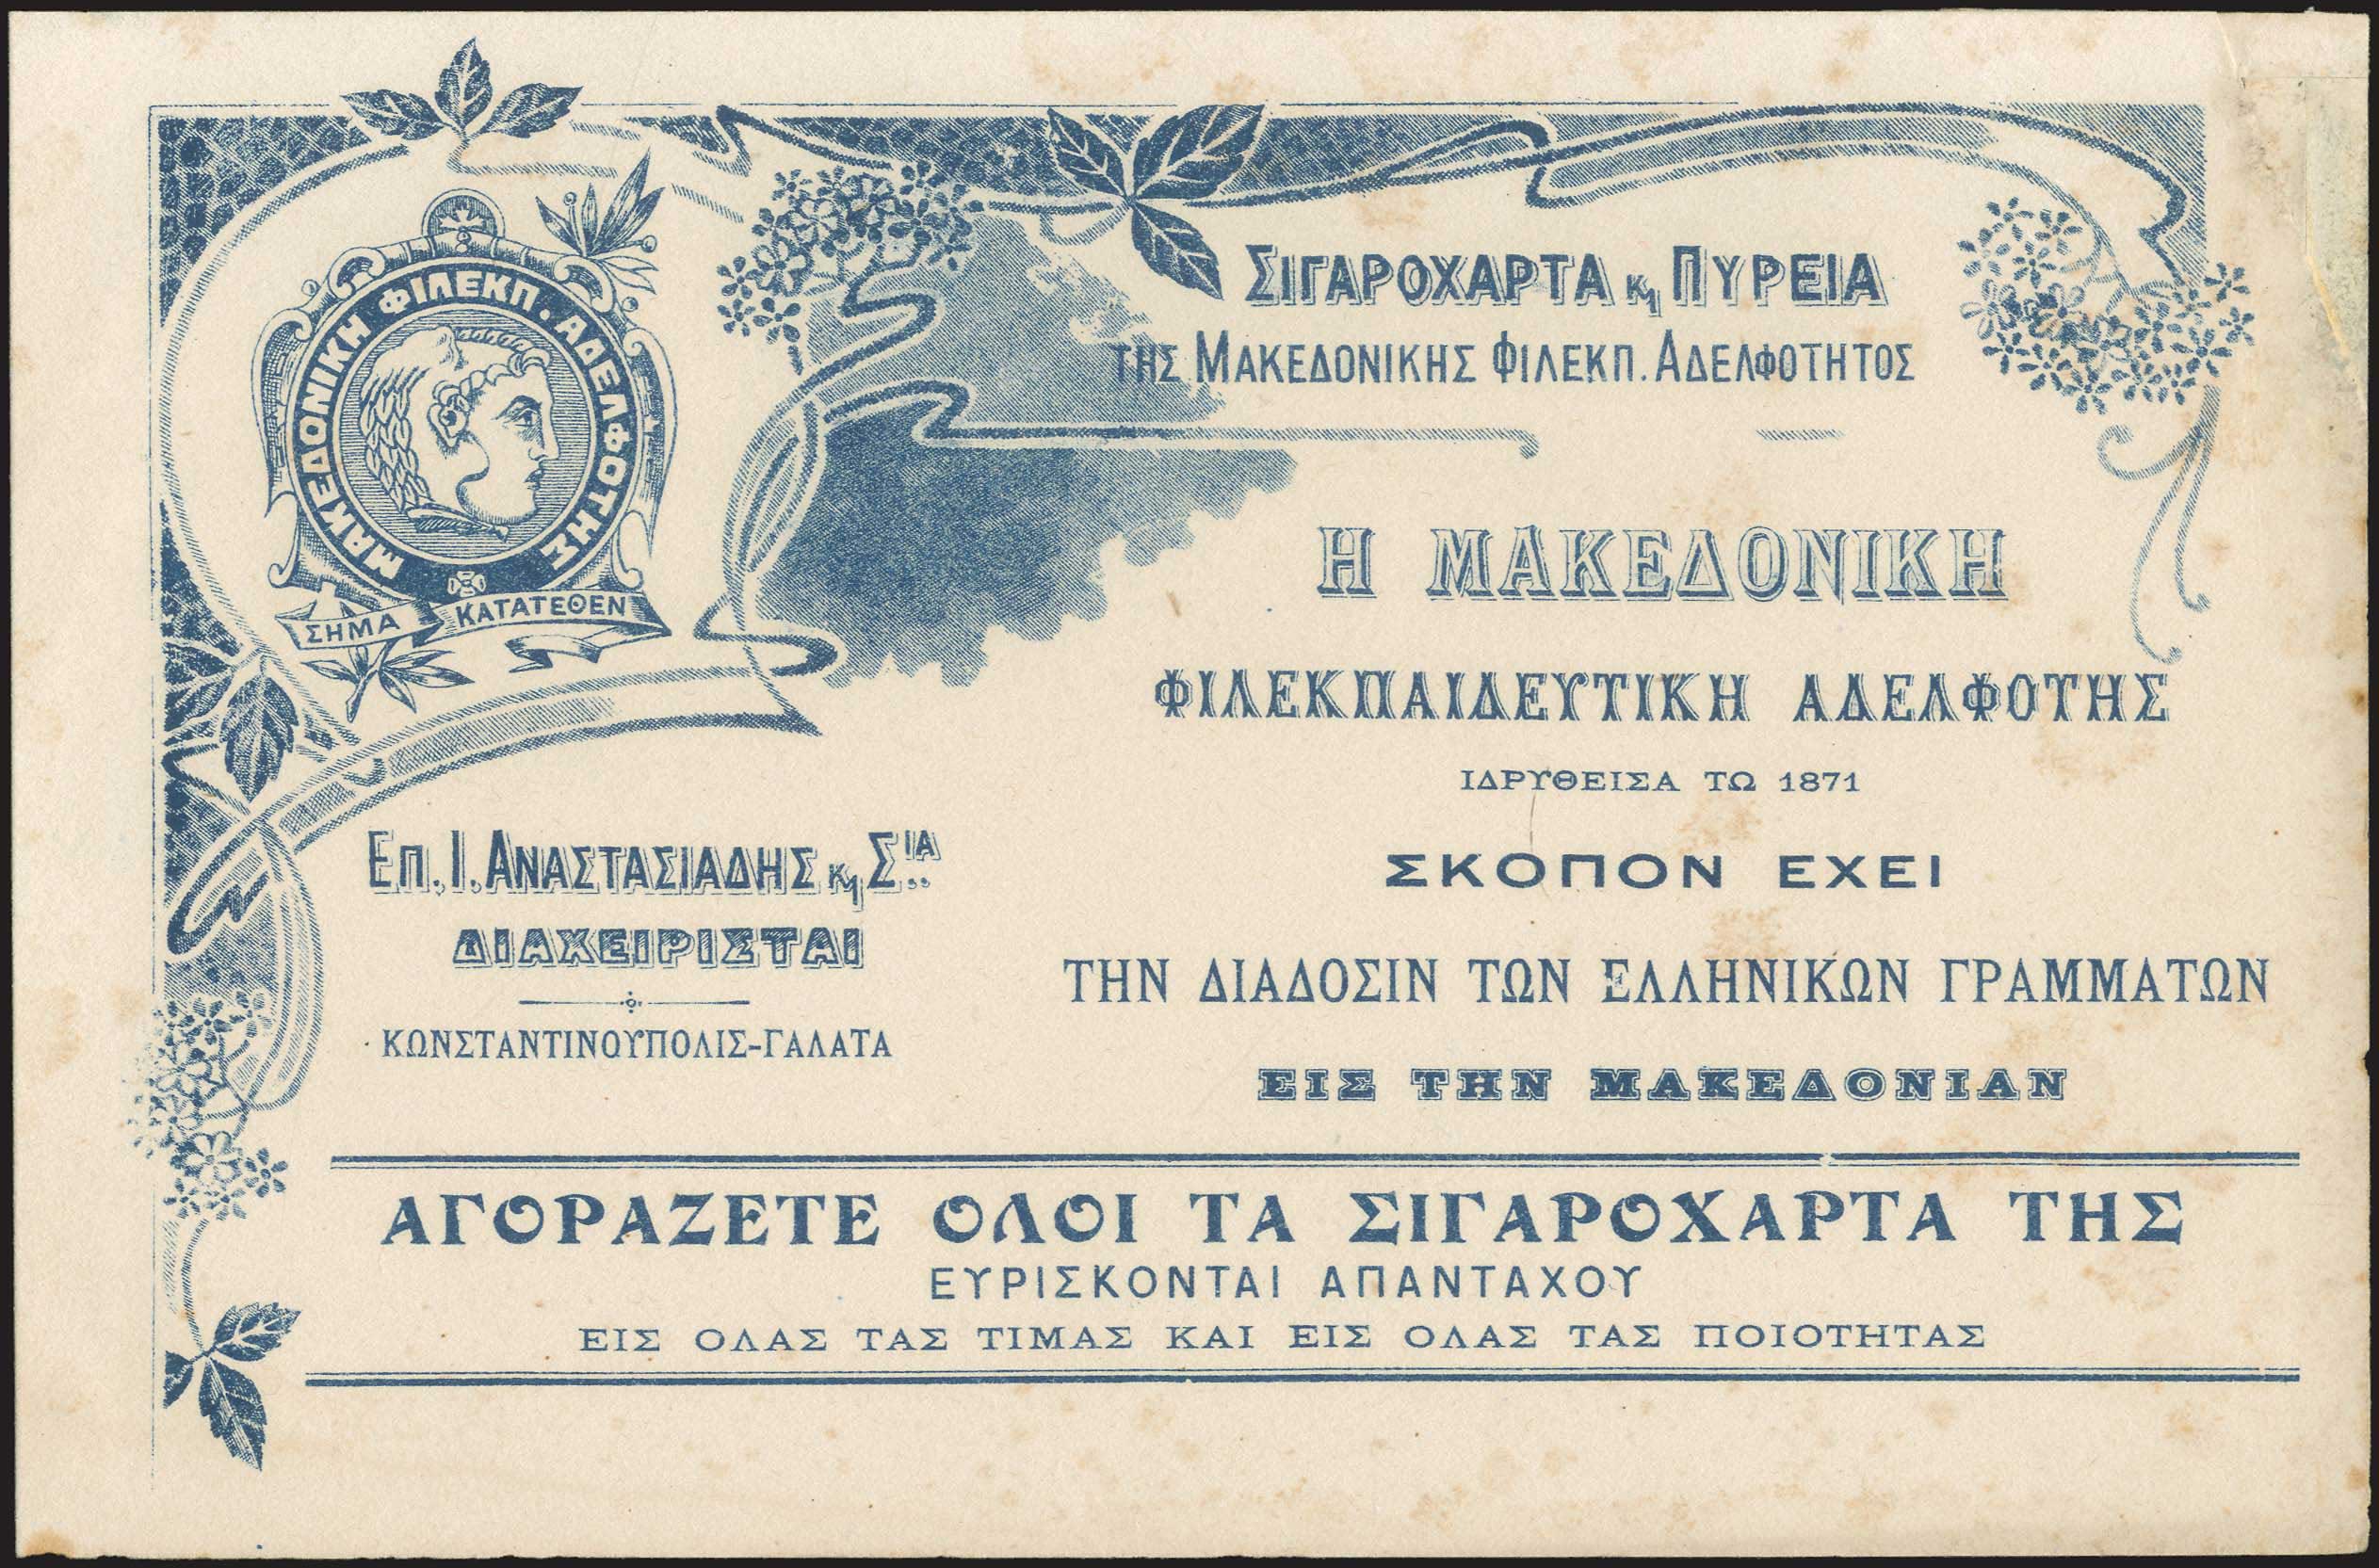 ΜΑΚΕΔΟΝΙΚΗ ΦΙΛΕΚΠ. ΑΔΕΛΦΟΤΗΣ
ΣΗΜΑ ΚΑΤΑΤΕΘΕΝ
ΣΙΓΑΡΟΧΑΡΤΑ ϗ ΠΥΡΕΙΑ
ΤΗΣ ΜΑΚΕΔΟΝΙΚΗΣ ΦΙΛΕΚΠ. ΑΔΕΛΦΟΤΗΤΟΣ
Η ΜΑΚΕΔΟΝΙΚΗ
ΦΙΛΕΚΠΑΙΔΕΥΤΙΚΗ ΑΔΕΛΦΟΤΗΣ
ΙΔΡΥΘΕΙΣΑ ΤΩ 1871
ΣΚΟΠΟΝ ΕΧΕΙ
ΤΗΝ ΔΙΑΔΟΣΙΝ ΤΩΝ ΕΛΛΗΝΙΚΩΝ ΓΡΑΜΜΑΤΩΝ
ΕΙΣ ΤΗΝ ΜΑΚΕΔΟΝΙΑΝ
ΕΠ. Ι. ΑΝΑΣΤΑΣΙΑΔΗΣ ϗ ΣΙΑ
ΔΙΑΧΕΙΡΙΣΤΑΙ
ΚΩΝΣΤΑΝΤΙΝΟΥΠΟΛΙΣ-ΓΑΛΑΤΑ
ΑΓΟΡΑΖΕΤΕ ΟΛΟΙ ΤΑ ΣΙΓΑΡΟΧΑΡΤΑ ΤΗΣ
ΕΥΡΙΣΚΟΝΤΑΙ ΑΠΑΝΤΑΧΟΥ
ΕΙΣ ΟΛΑΣ ΤΑΣ ΤΙΜΑΣ ΚΑΙ ΕΙΣ ΟΛΑΣ ΤΑΣ ΠΟΙΟΤΗΤΑΣ